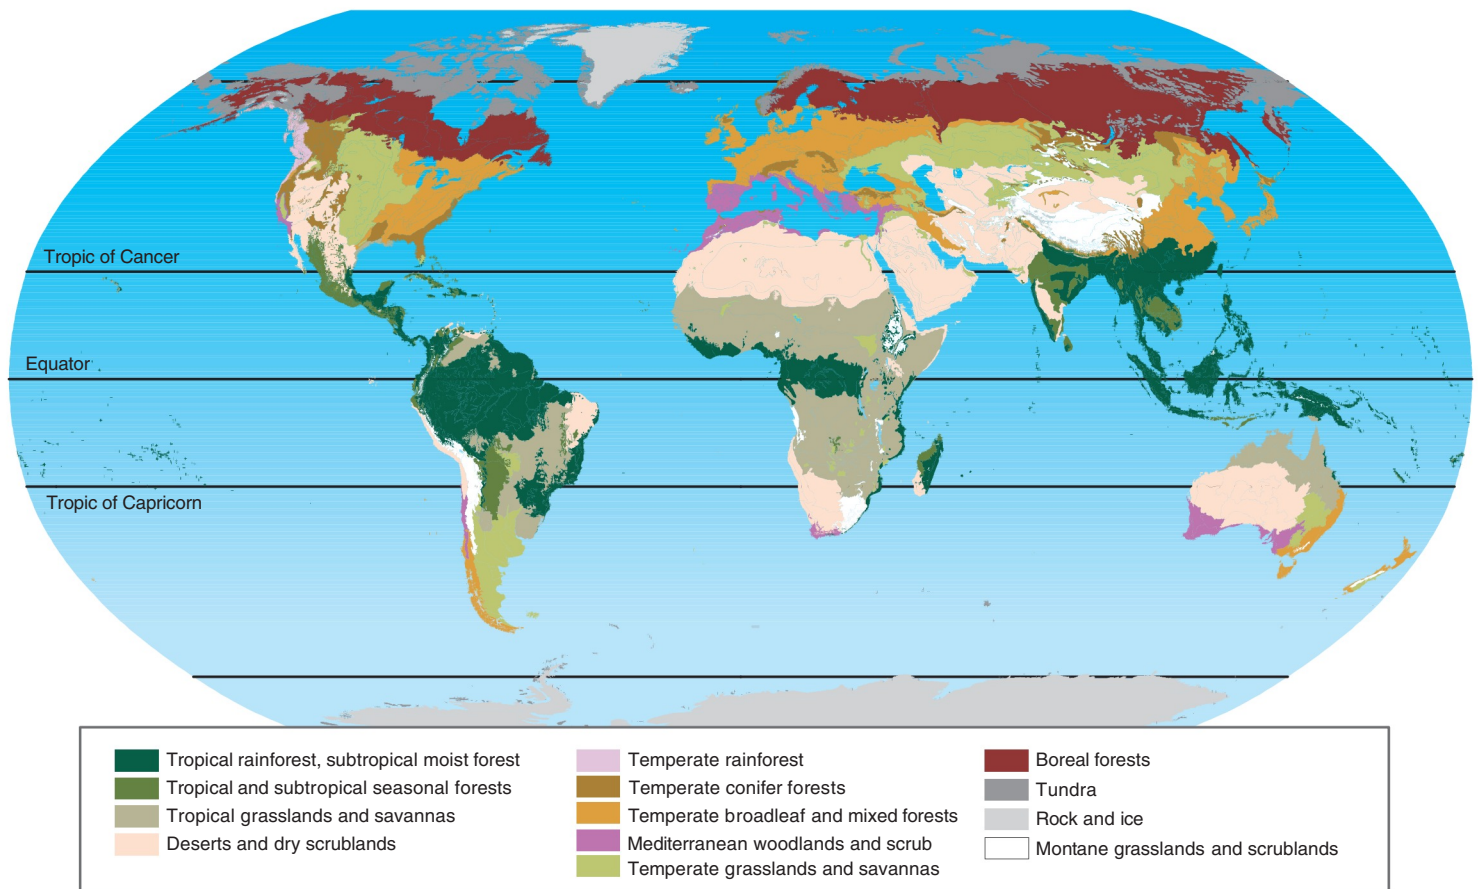 Tropic of Cancer
Equator
Tropic of Capricorn
Tropical rainforest, subtropical moist forest
Tropical and subtropical seasonal forests
Tropical grasslands and savannas
Deserts and dry scrublands
Temperate rainforest
Temperate conifer forests
Temperate broadleaf and mixed forests
Mediterranean woodlands and scrub
Temperate grasslands and savannas
Boreal forests
Tundra
Rock and ice
Montane grasslands and scrublands